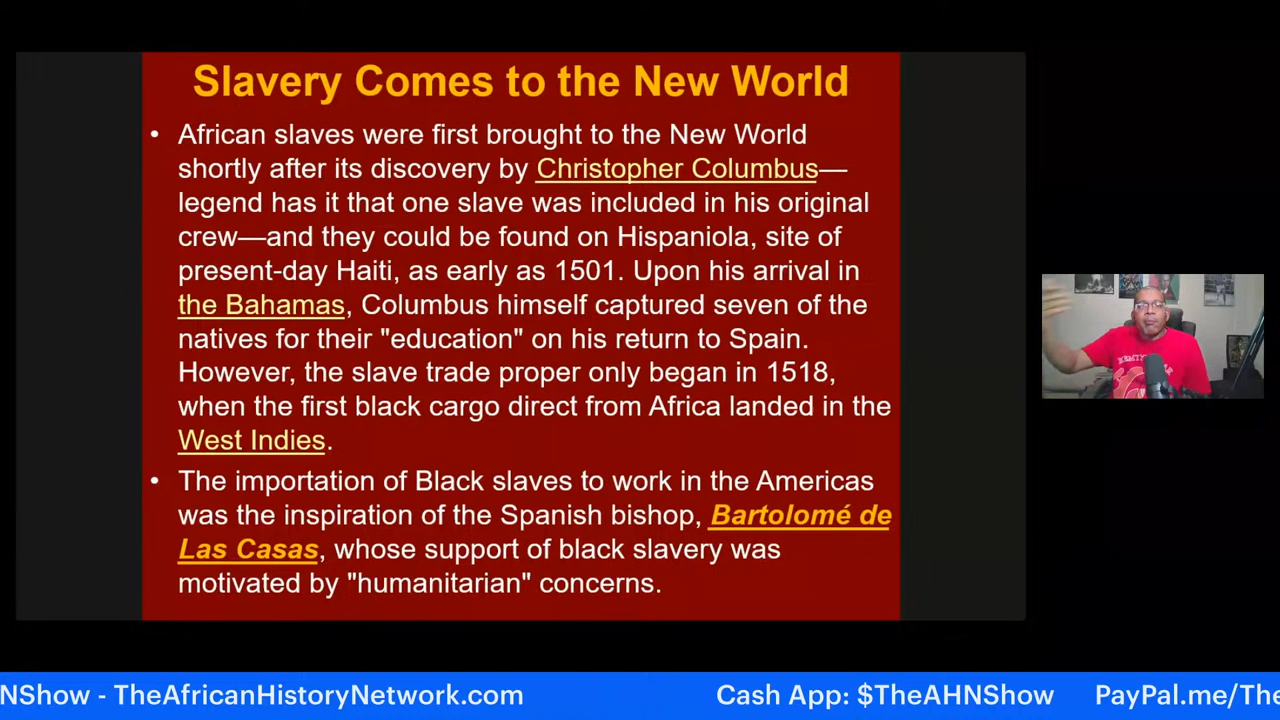 Slavery Comes to the New World
• African slaves were first brought to the New World
shortly after its discovery by Christopher Columbus—
legend has it that one slave was included in his original
crew—and they could be found on Hispaniola, site of
present-day Haiti, as early as 1501. Upon his arrival in
the Bahamas, Columbus himself captured seven of the
natives for their "education" on his return to Spain.
However, the slave trade proper only began in 1518,
when the first black cargo direct from Africa landed in the
West Indies.
• The importation of Black slaves to work in the Americas
was the inspiration of the Spanish bishop, Bartolomé de
Las Casas, whose support of black slavery was
motivated by "humanitarian" concerns.
NShow - TheAfricanHistoryNetwork.com Cash App: $TheAHNShow PayPal.me/The